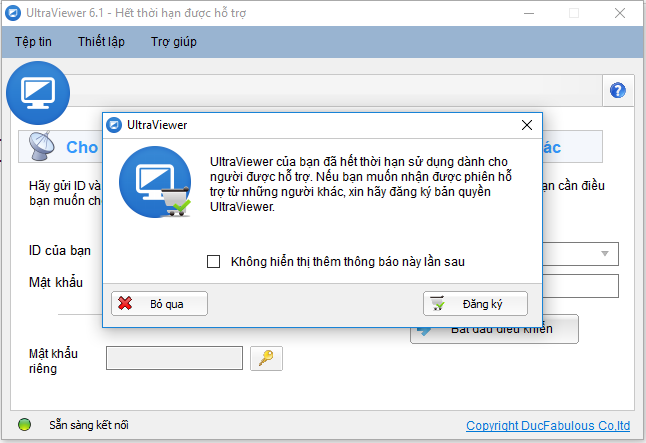 UltraViewer 6.1 - Hết thời hạn được hỗ trợ
Tệp tin Thiết lập Trợ giúp
UltraViewer
Cho
ác
UltraViewer của bạn đã hết thời hạn sử dụng dành cho
người được hỗ trợ. Nếu bạn muốn nhận được phiên hỗ
trợ từ những người khác, xin hãy đăng ký bản quyền
UltraViewer.
Hãy gửi ID và
bạn muốn ch
ạn cần điều
Không hiển thị thêm thông báo này lần sau
ID của bạn
Mật khẩu
Bỏ qua
Đăng ký
Bắt đầu điều khiển
Mật khẩu
riêng
Sẵn sàng kết nối
Copyright DucFabulous Co,ltd